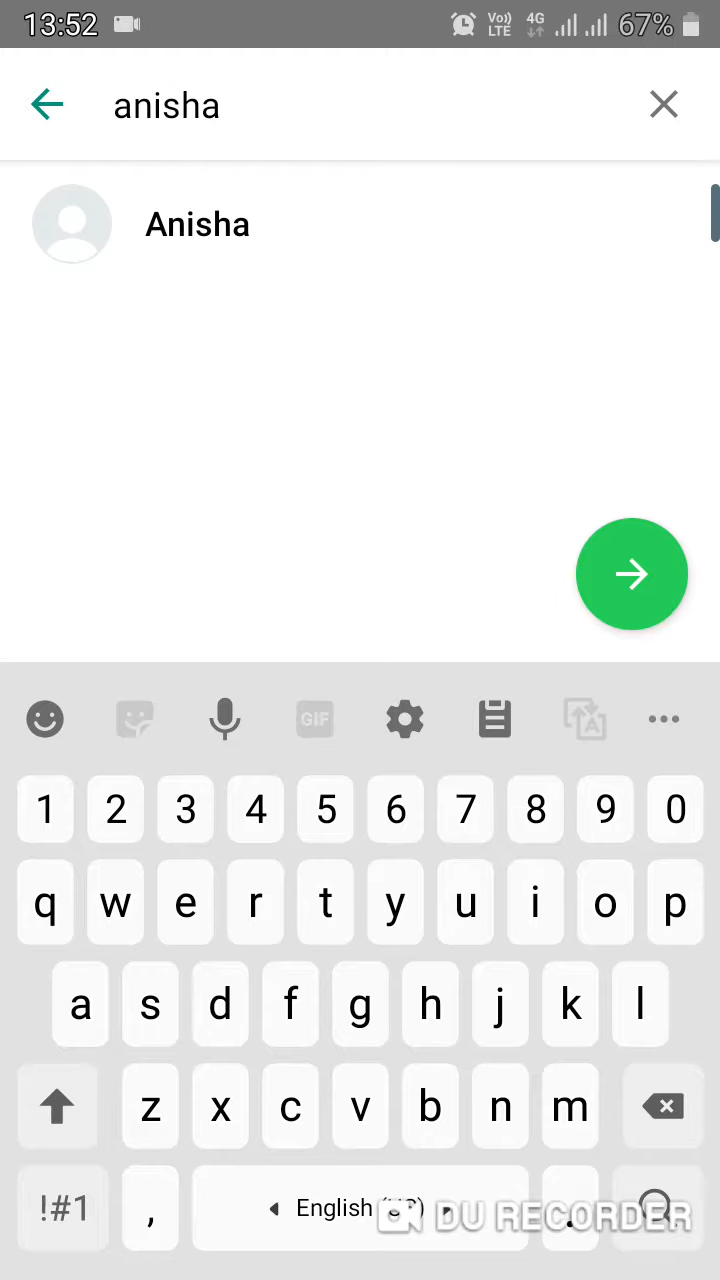 13:52 Vo)) LTE 4G 67%
anisha
Anisha
GIF A
1 2 3 4 5 6 7 8 9 0
q w e r t y u i o p
a s d f g h j k l
z x c v b n m
!#1 , English . DU RECORDER